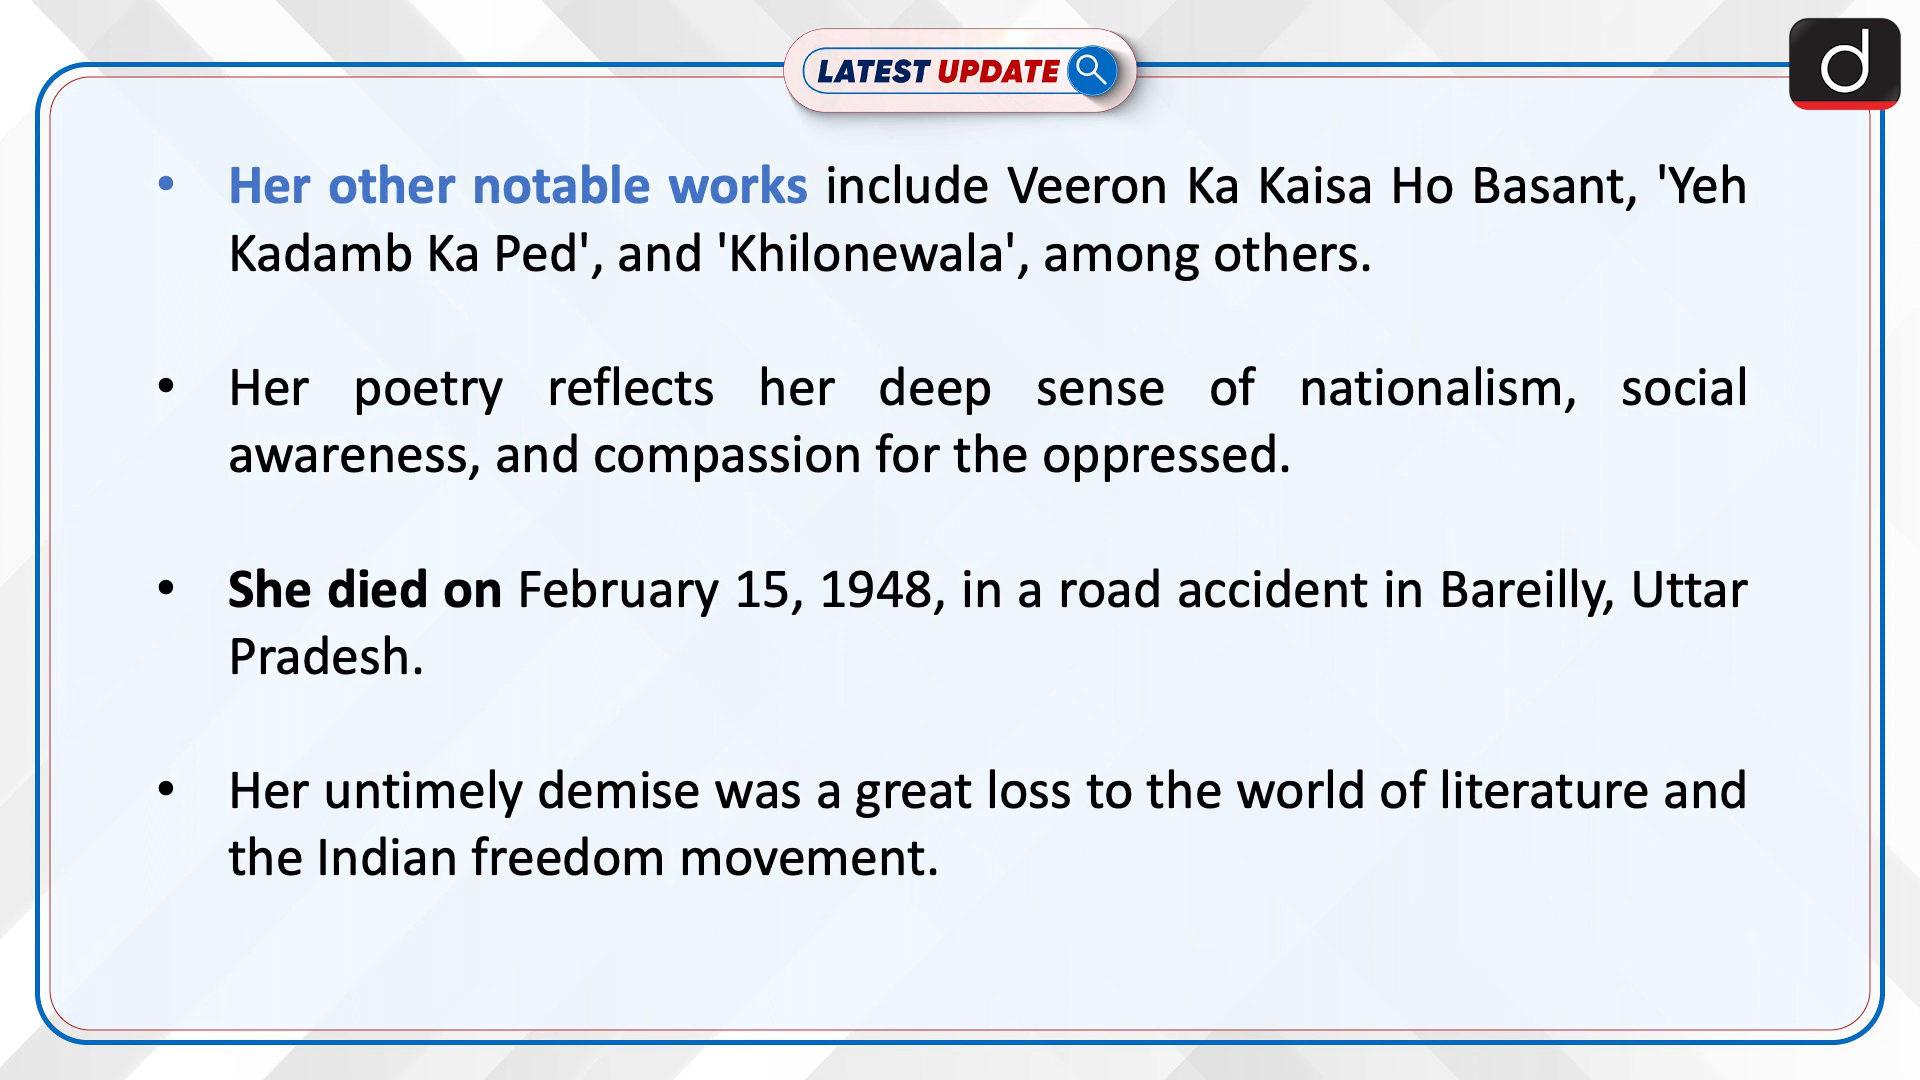 LATEST UPDATE
d
• Her other notable works include Veeron Ka Kaisa Ho Basant, 'Yeh
Kadamb Ka Ped', and 'Khilonewala', among others.
• Her poetry reflects her deep sense of nationalism, social
awareness, and compassion for the oppressed.
• She died on February 15, 1948, in a road accident in Bareilly, Uttar
Pradesh.
• Her untimely demise was a great loss to the world of literature and
the Indian freedom movement.